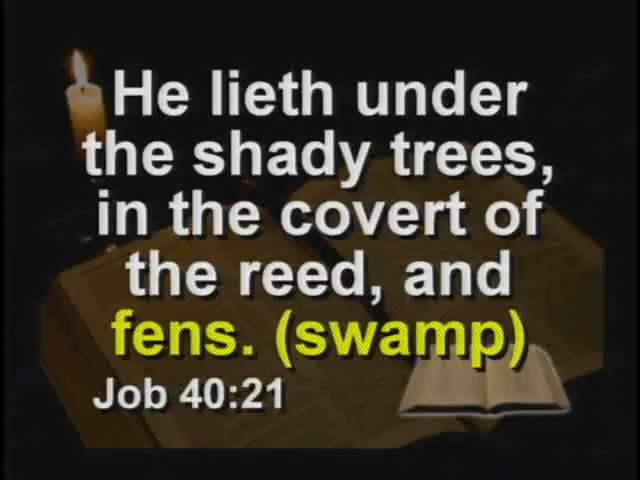 He lieth under
the shady trees,
in the covert of
the reed, and
fens. (swamp)
Job 40:21